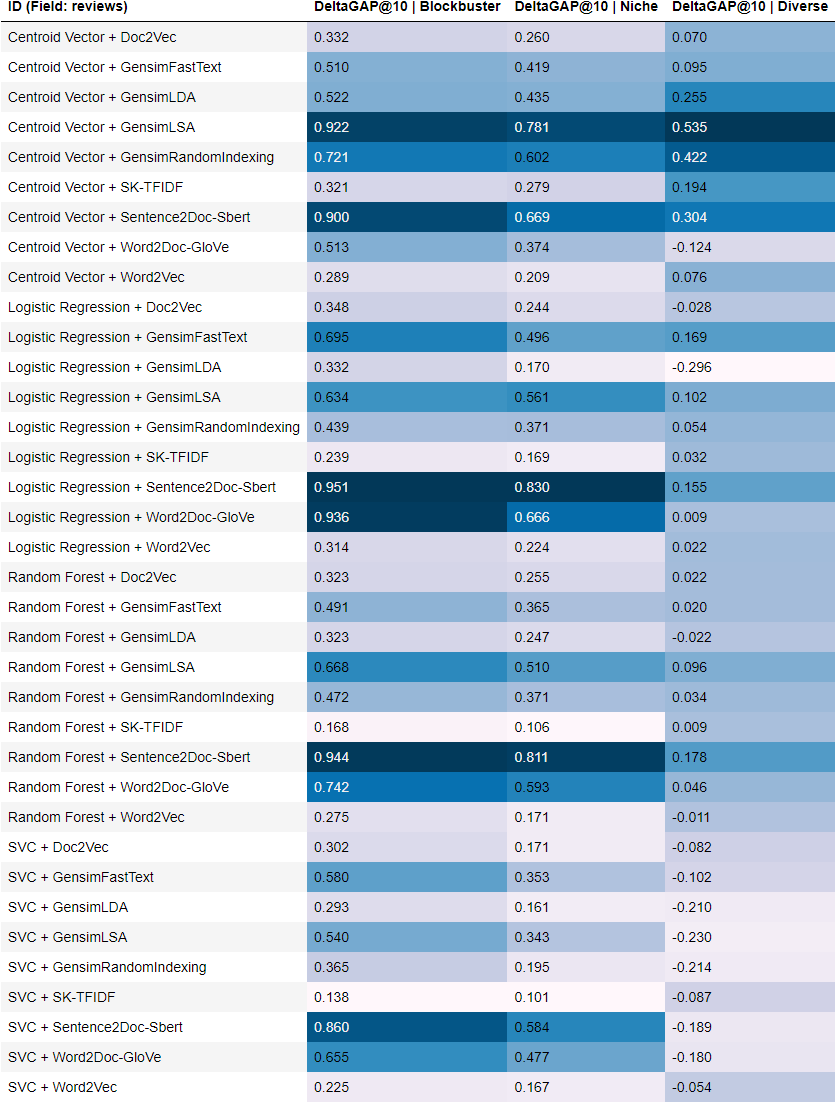 ID (Field: reviews) DeltaGAP@10 | Blockbuster DeltaGAP@10 | Niche DeltaGAP@10 | Diverse
Centroid Vector + Doc2Vec 0.332 0.260 0.070
Centroid Vector + GensimFastText 0.510 0.419 0.095
Centroid Vector + GensimLDA 0.522 0.435 0.255
Centroid Vector + GensimLSA 0.922 0.781 0.535
Centroid Vector + GensimRandomIndexing 0.721 0.602 0.422
Centroid Vector + SK-TFIDF 0.321 0.279 0.194
Centroid Vector + Sentence2Doc-Sbert 0.900 0.669 0.304
Centroid Vector + Word2Doc-GloVe 0.513 0.374 -0.124
Centroid Vector + Word2Vec 0.289 0.209 0.076
Logistic Regression + Doc2Vec 0.348 0.244 -0.028
Logistic Regression + GensimFastText 0.695 0.496 0.169
Logistic Regression + GensimLDA 0.332 0.170 -0.296
Logistic Regression + GensimLSA 0.634 0.561 0.102
Logistic Regression + GensimRandomIndexing 0.439 0.371 0.054
Logistic Regression + SK-TFIDF 0.239 0.169 0.032
Logistic Regression + Sentence2Doc-Sbert 0.951 0.830 0.155
Logistic Regression + Word2Doc-GloVe 0.936 0.666 0.009
Logistic Regression + Word2Vec 0.314 0.224 0.022
Random Forest + Doc2Vec 0.323 0.255 0.022
Random Forest + GensimFastText 0.491 0.365 0.020
Random Forest + GensimLDA 0.323 0.247 -0.022
Random Forest + GensimLSA 0.668 0.510 0.096
Random Forest + GensimRandomIndexing 0.472 0.371 0.034
Random Forest + SK-TFIDF 0.168 0.106 0.009
Random Forest + Sentence2Doc-Sbert 0.944 0.811 0.178
Random Forest + Word2Doc-GloVe 0.742 0.593 0.046
Random Forest + Word2Vec 0.275 0.171 -0.011
SVC + Doc2Vec 0.302 0.171 -0.082
SVC + GensimFastText 0.580 0.353 -0.102
SVC + GensimLDA 0.293 0.161 -0.210
SVC + GensimLSA 0.540 0.343 -0.230
SVC + GensimRandomIndexing 0.365 0.195 -0.214
SVC + SK-TFIDF 0.138 0.101 -0.087
SVC + Sentence2Doc-Sbert 0.860 0.584 -0.189
SVC + Word2Doc-GloVe 0.655 0.477 -0.180
SVC + Word2Vec 0.225 0.167 -0.054